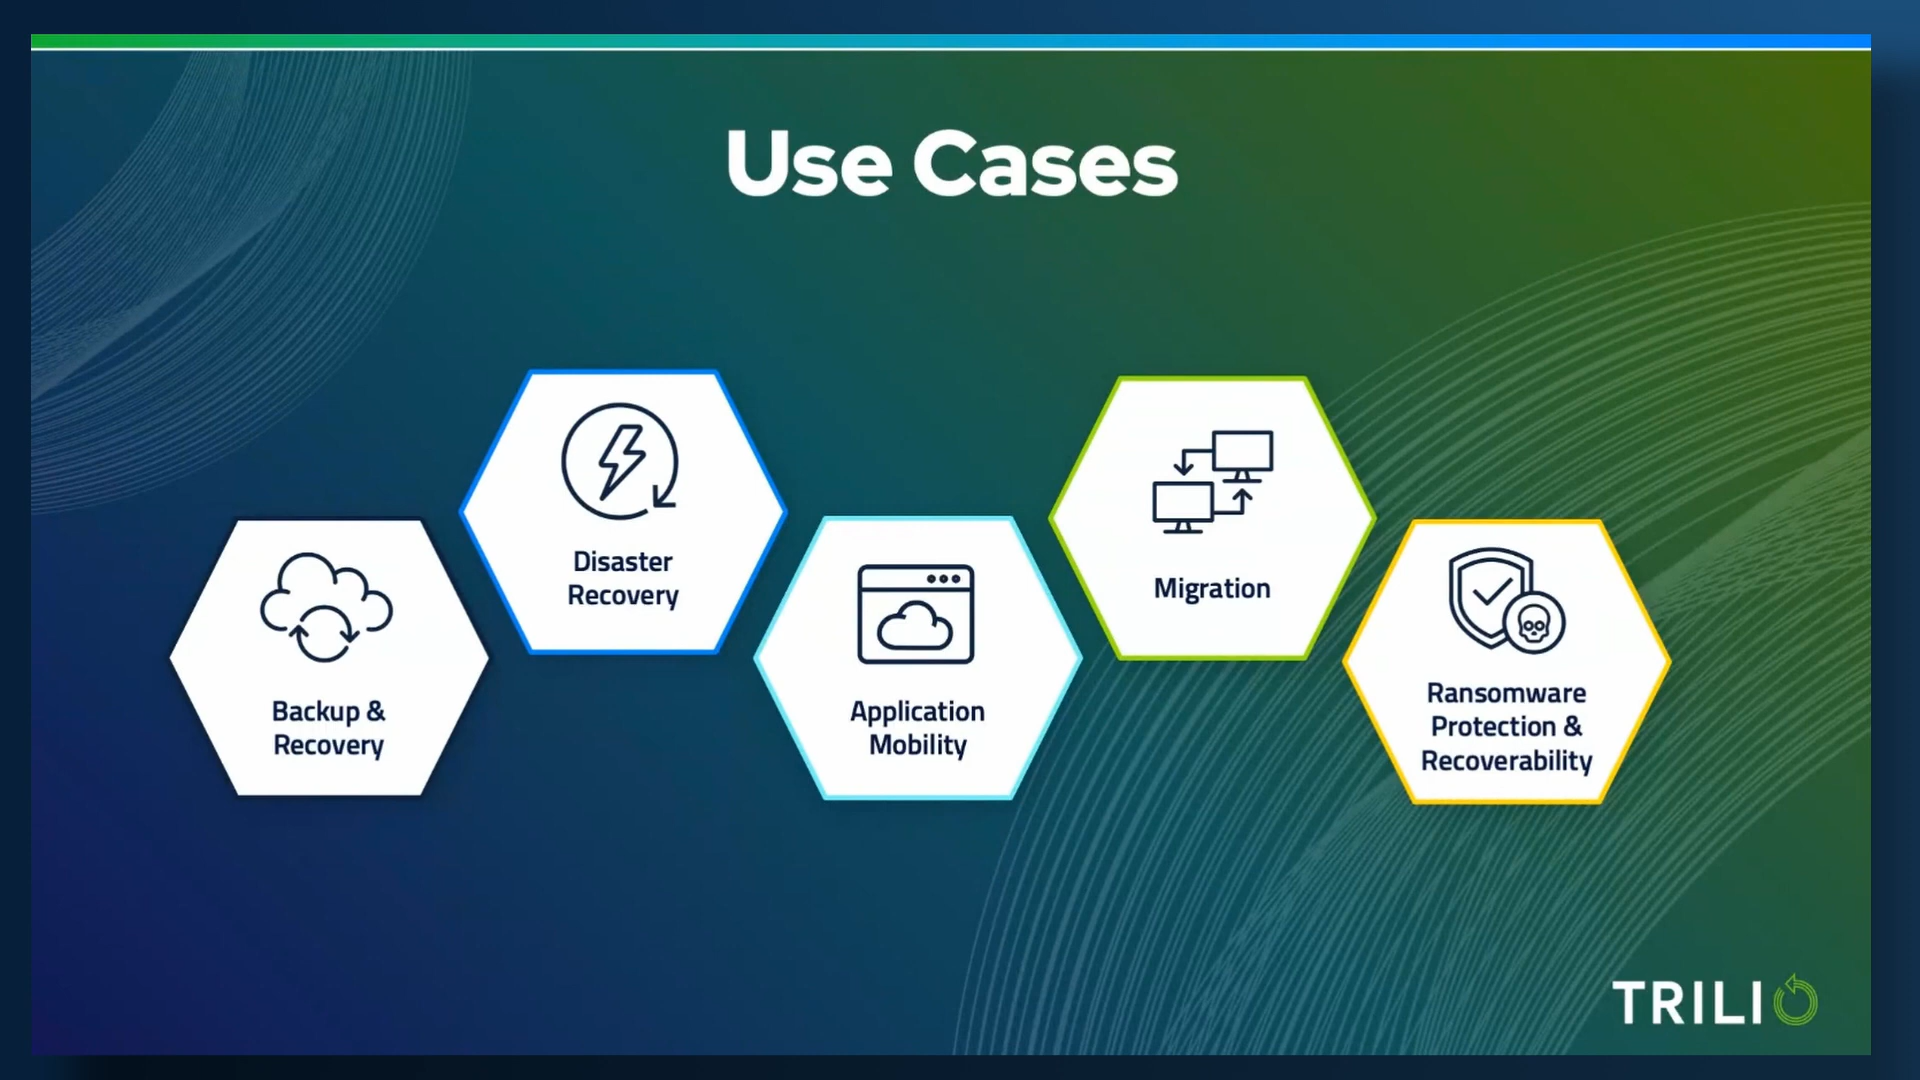 Use Cases
Backup &
Recovery
Disaster
Recovery
Application
Mobility
Migration
Ransomware
Protection &
Recoverability
TRILIO